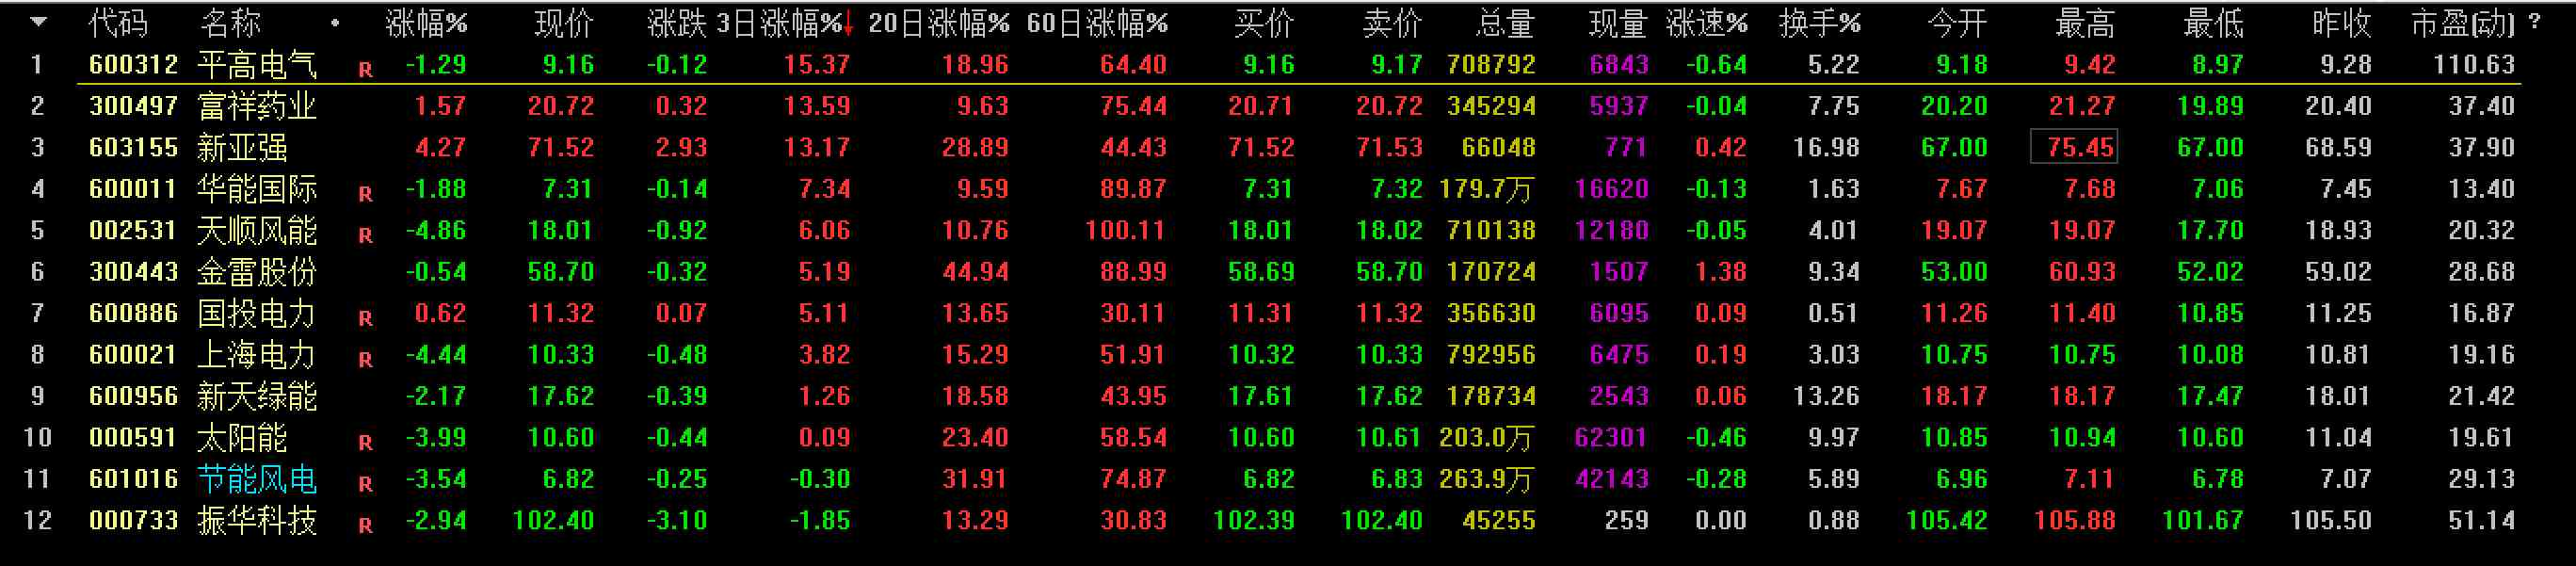 代码 名称 涨幅% 现价 涨跌 3日涨幅%↓ 20日涨幅% 60日涨幅% 买价 卖价 总量 现量 涨速% 换手% 今开 最高 最低 昨收 市盈(动) ?
1 600312 平高电气 R -1.29 9.16 -0.12 15.37 18.96 64.40 9.16 9.17 708792 6843 -0.64 5.22 9.18 9.42 8.97 9.28 110.63
2 300497 富祥药业 1.57 20.72 0.32 13.59 9.63 75.44 20.71 20.72 345294 5937 -0.04 7.75 20.20 21.27 19.89 20.40 37.40
3 603155 新亚强 4.27 71.52 2.93 13.17 28.89 44.43 71.52 71.53 66048 771 0.42 16.98 67.00 75.45 67.00 68.59 37.90
4 600011 华能国际 R -1.88 7.31 -0.14 7.34 9.59 89.87 7.31 7.32 179.7万 16620 -0.13 1.63 7.67 7.68 7.06 7.45 13.40
5 002531 天顺风能 R -4.86 18.01 -0.92 6.06 10.76 100.11 18.01 18.02 710138 12180 -0.05 4.01 19.07 19.07 17.70 18.93 20.32
6 300443 金雷股份 -0.54 58.70 -0.32 5.19 44.94 88.99 58.69 58.70 170724 1507 1.38 9.34 53.00 60.93 52.02 59.02 28.68
7 600886 国投电力 R 0.62 11.32 0.07 5.11 13.65 30.11 11.31 11.32 356630 6095 0.09 0.51 11.26 11.40 10.85 11.25 16.87
8 600021 上海电力 R -4.44 10.33 -0.48 3.82 15.29 51.91 10.32 10.33 792956 6475 0.19 3.03 10.75 10.75 10.08 10.81 19.16
9 600956 新天绿能 -2.17 17.62 -0.39 1.26 18.58 43.95 17.61 17.62 178734 2543 0.06 13.26 18.17 18.17 17.47 18.01 21.42
10 000591 太阳能 R -3.99 10.60 -0.44 0.09 23.40 58.54 10.60 10.61 203.0万 62301 -0.46 9.97 10.85 10.94 10.60 11.04 19.61
11 601016 节能风电 R -3.54 6.82 -0.25 -0.30 31.91 74.87 6.82 6.83 263.9万 42143 -0.28 5.89 6.96 7.11 6.78 7.07 29.13
12 000733 振华科技 R -2.94 102.40 -3.10 -1.85 13.29 30.83 102.39 102.40 45255 259 0.00 0.88 105.42 105.88 101.67 105.50 51.14